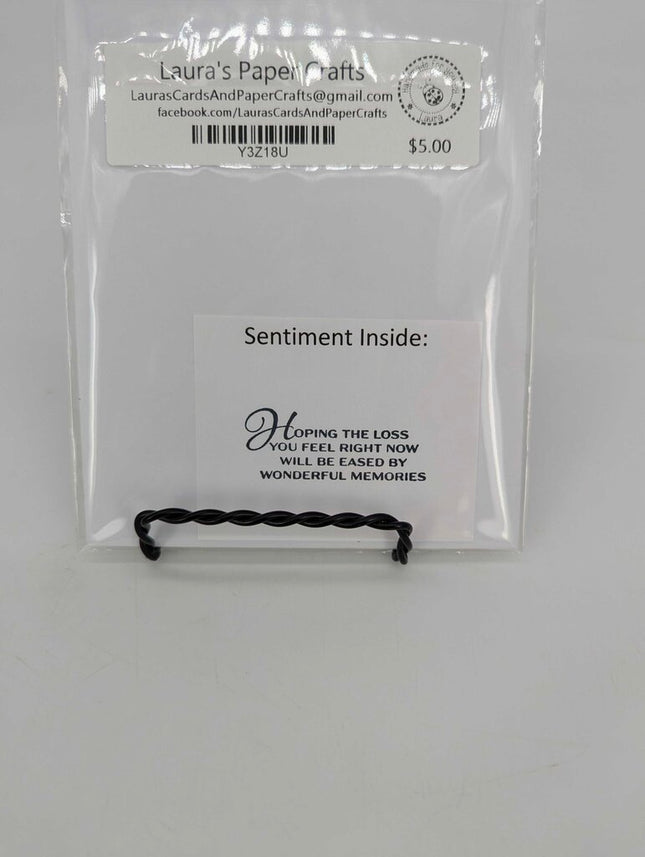 Laura's Paper Crafts
LaurasCardsAndPaperCrafts@gmail.com
facebook.com/LaurasCardsAndPaperCrafts
Y3Z18U
$5.00
Laura
Sentiment Inside:
HOPING THE LOSS
YOU FEEL RIGHT NOW
WILL BE EASED BY
WONDERFUL MEMORIES